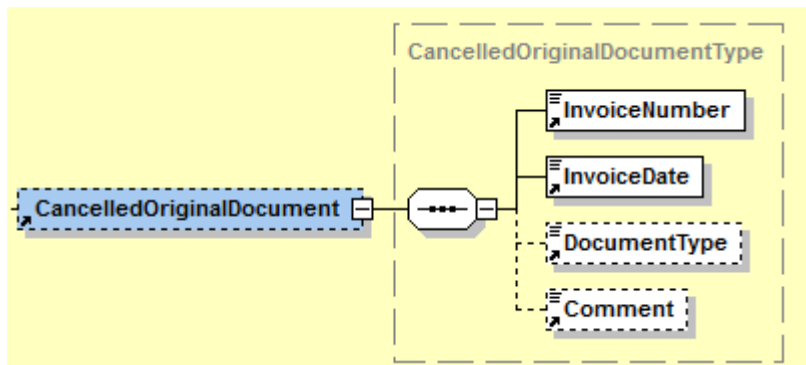 CancelledOriginalDocumentType
InvoiceNumber
InvoiceDate
CancelledOriginalDocument
DocumentType
Comment